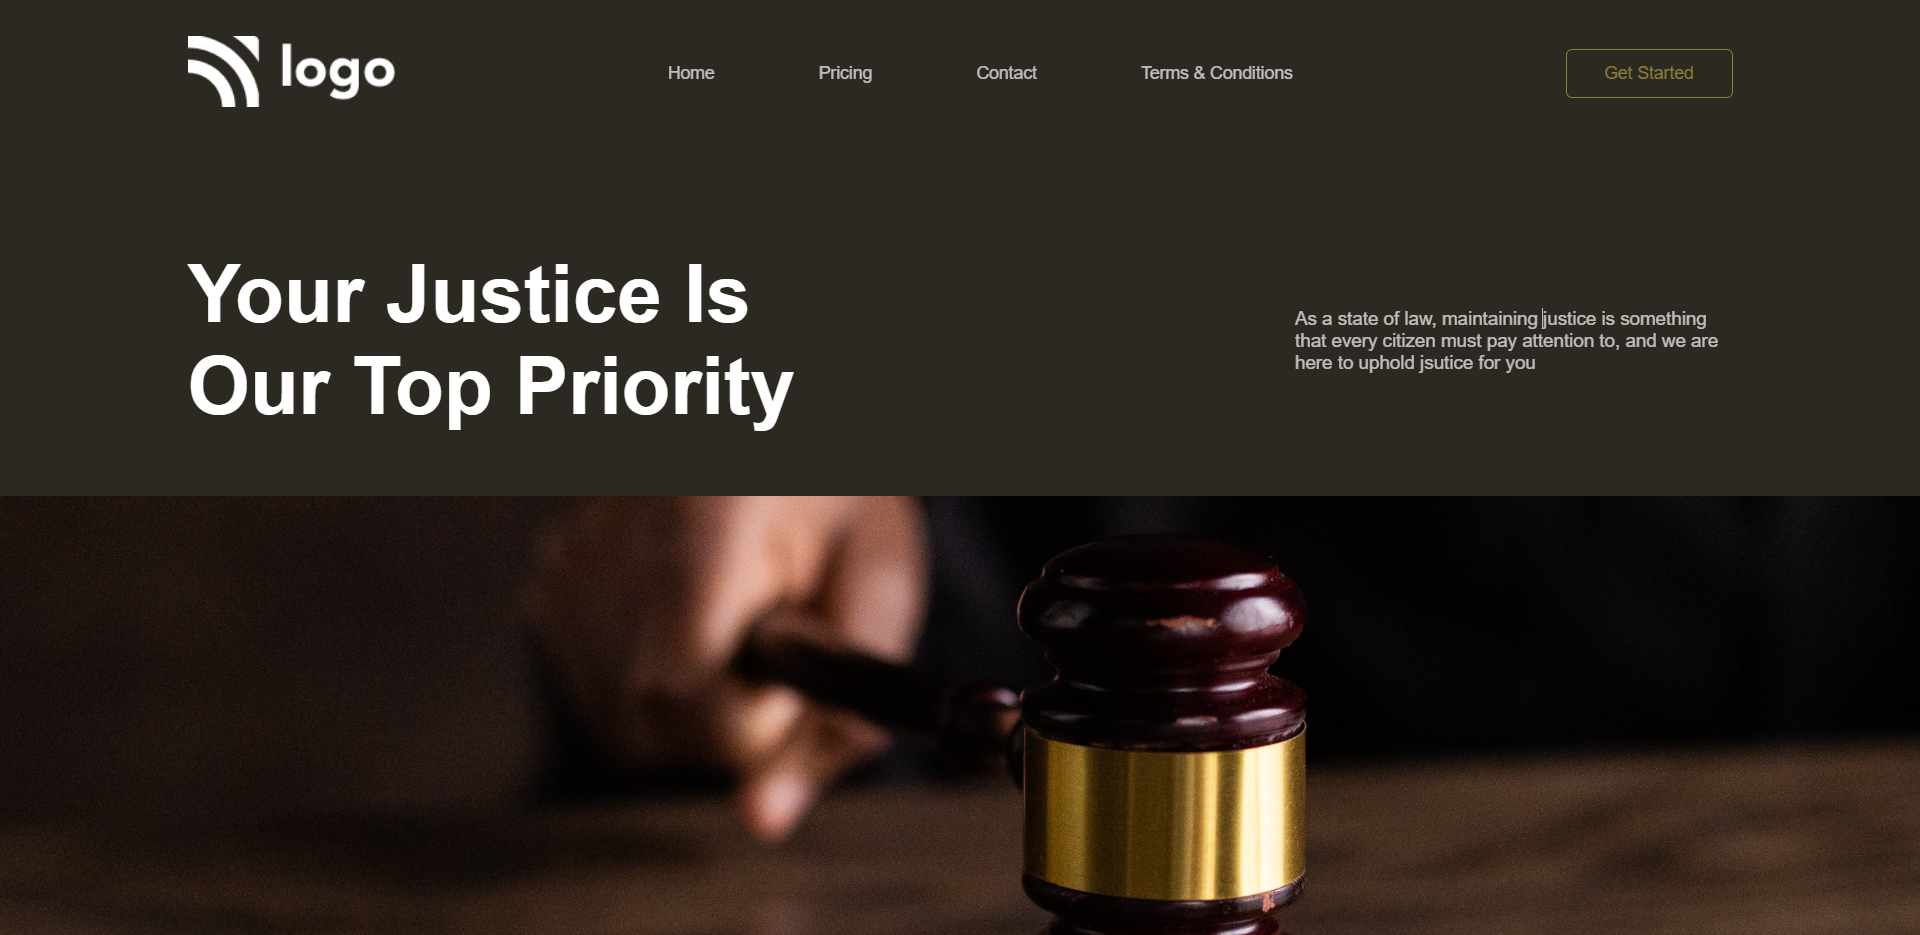 logo
Home
Pricing
Contact
Terms & Conditions
Get Started
Your Justice Is
Our Top Priority
As a state of law, maintaining justice is something
that every citizen must pay attention to, and we are
here to uphold jsutice for you